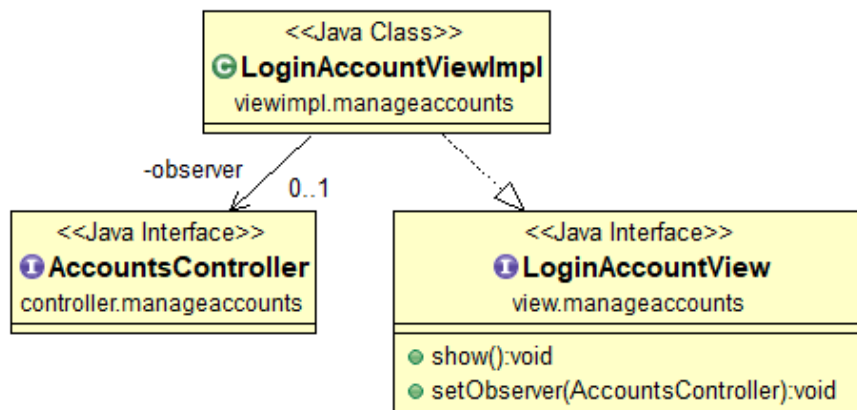 <<Java Class>>
C LoginAccountViewImpl
viewimpl.manageaccounts
-observer
0..1
<<Java Interface>>
I AccountsController
controller.manageaccounts
<<Java Interface>>
I LoginAccountView
view.manageaccounts
show():void
setObserver(AccountsController):void